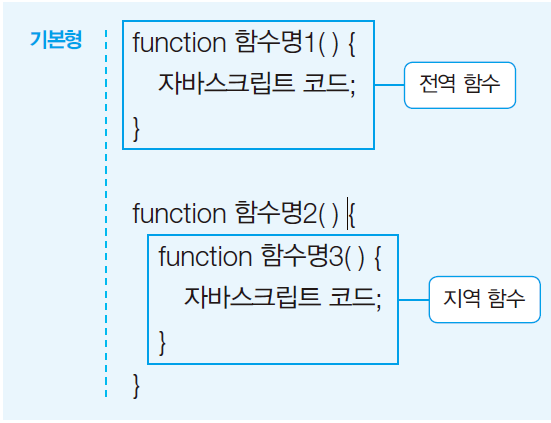 기본형
function 함수명1( ) {
자바스크립트 코드;
}
전역 함수
function 함수명2( ) {
function 함수명3( ) {
자바스크립트 코드;
}
지역 함수
}